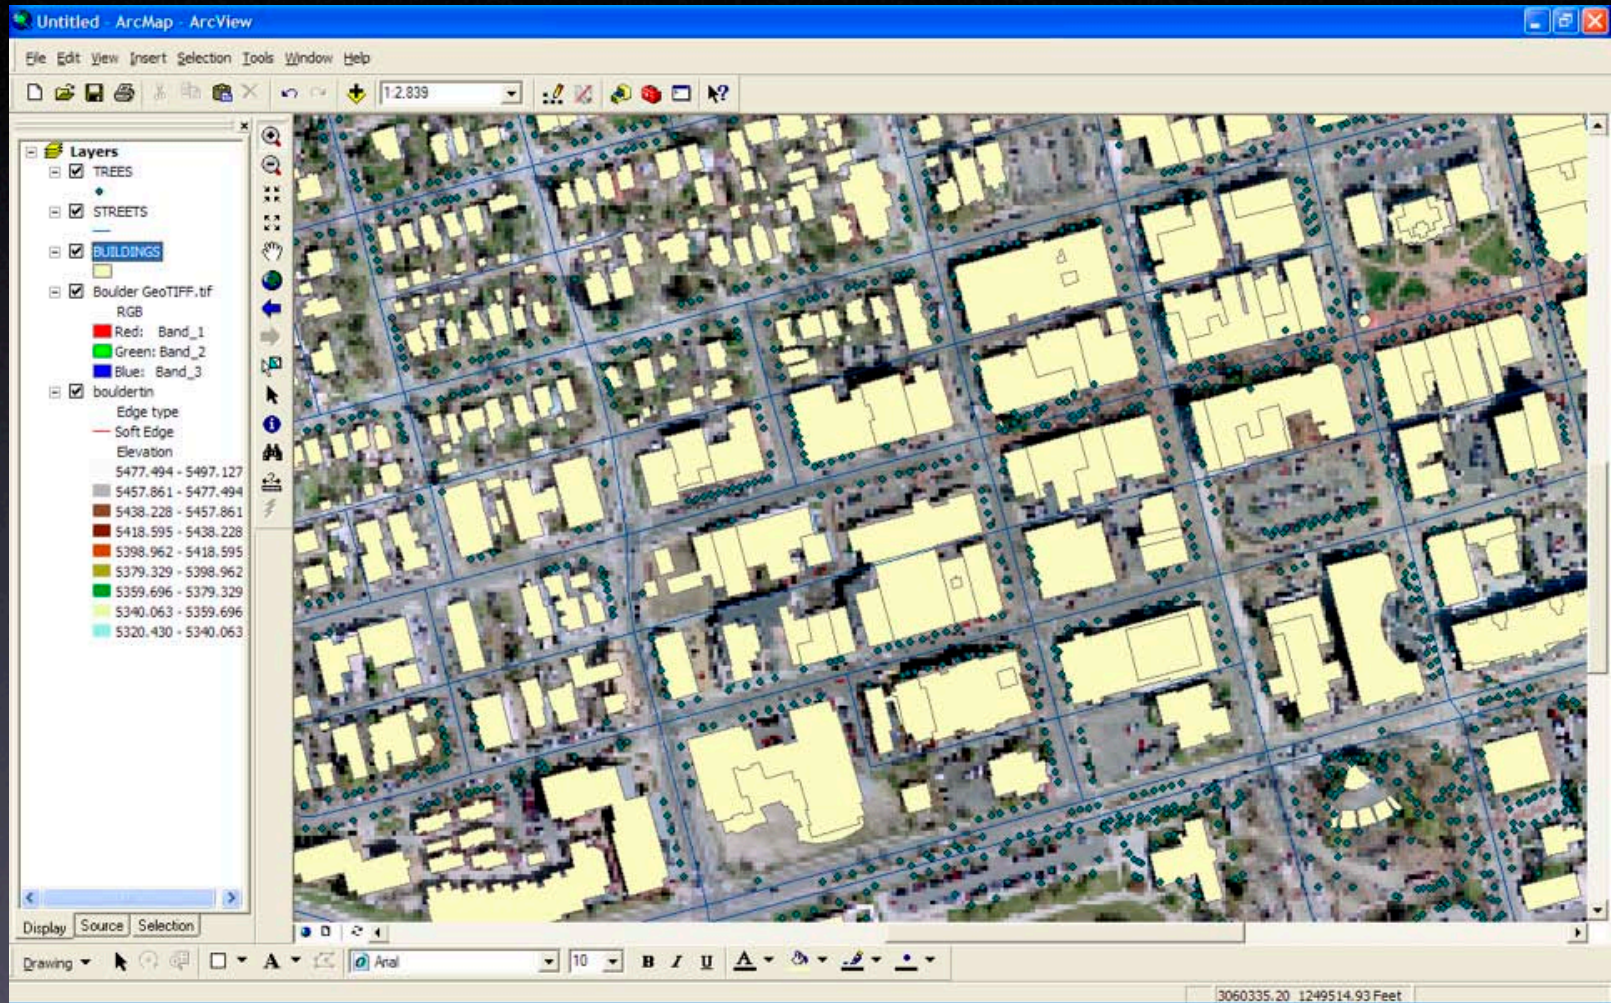 Untitled - ArcMap - ArcView
File Edit View Insert Selection Tools Window Help
1:2,839
Layers
TREES
STREETS
BUILDINGS
Boulder GeoTIFF.tif
RGB
Red: Band_1
Green: Band_2
Blue: Band_3
bouldertin
Edge type
Soft Edge
Elevation
5477.494 - 5497.127
5457.861 - 5477.494
5438.228 - 5457.861
5418.595 - 5438.228
5398.962 - 5418.595
5379.329 - 5398.962
5359.696 - 5379.329
5340.063 - 5359.696
5320.430 - 5340.063
Display Source Selection
Drawing A Arial 10 B I U A
3060335.20 1249514.93 Feet